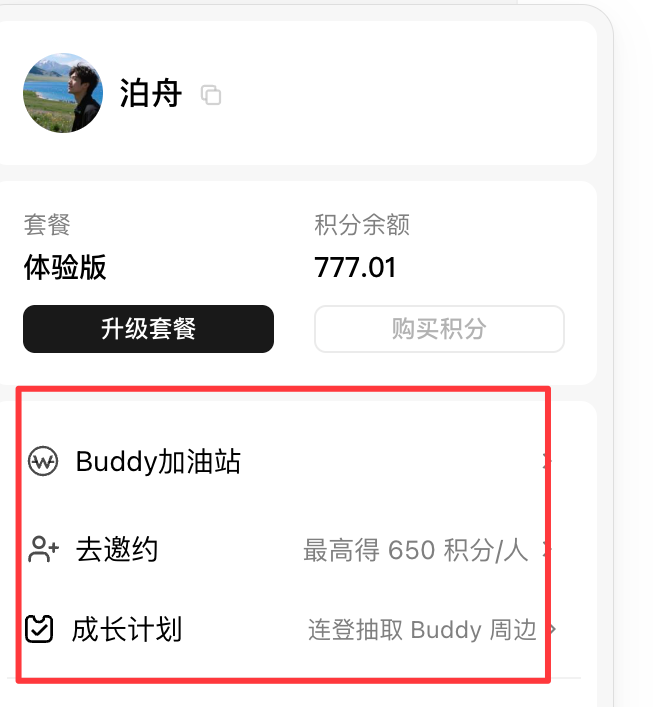 泊舟
套餐
积分余额
体验版
777.01
升级套餐
购买积分
Buddy加油站
去邀约
最高得 650 积分/人
成长计划
连登抽取 Buddy 周边